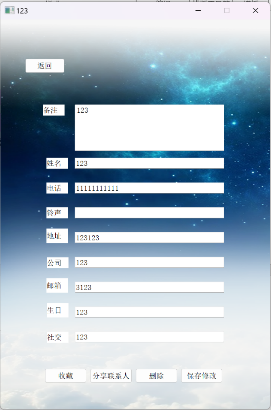 123
返回
备注 123
姓名 123
电话 11111111111
铃声
地址 123123
公司 123
邮箱 3123
生日 123
社交 123
收藏 分享联系人 删除 保存修改